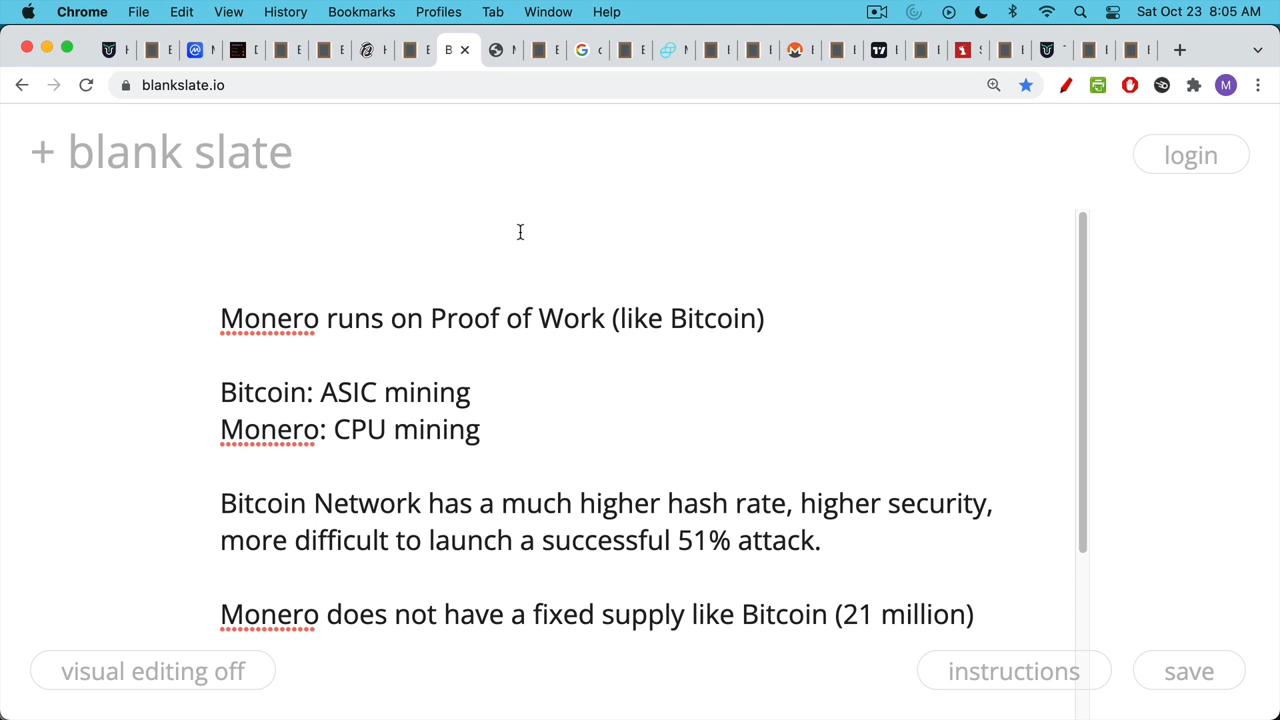 Chrome File Edit View History Bookmarks Profiles Tab Window Help Sat Oct 23 8:05 AM
blankslate.io
M
+ blank slate
login
Monero runs on Proof of Work (like Bitcoin)
Bitcoin: ASIC mining
Monero: CPU mining
Bitcoin Network has a much higher hash rate, higher security,
more difficult to launch a successful 51% attack.
Monero does not have a fixed supply like Bitcoin (21 million)
visual editing off
instructions
save